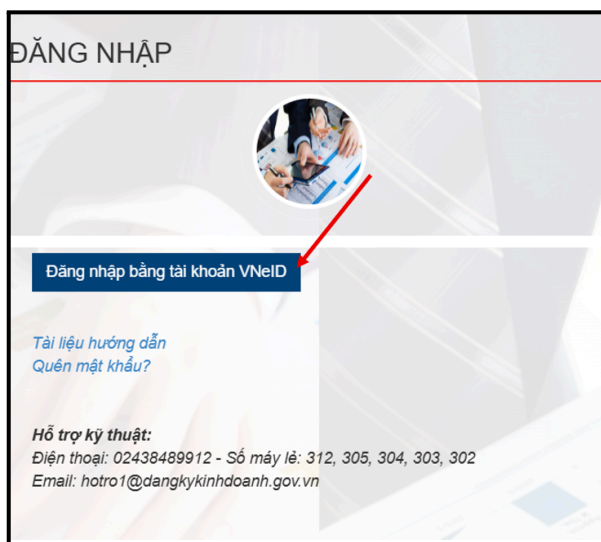 ĐĂNG NHẬP
Đăng nhập bằng tài khoản VNeID
Tài liệu hướng dẫn
Quên mật khẩu?
Hỗ trợ kỹ thuật:
Điện thoại: 02438489912 - Số máy lẻ: 312, 305, 304, 303, 302
Email: hotro1@dangkykinhdoanh.gov.vn